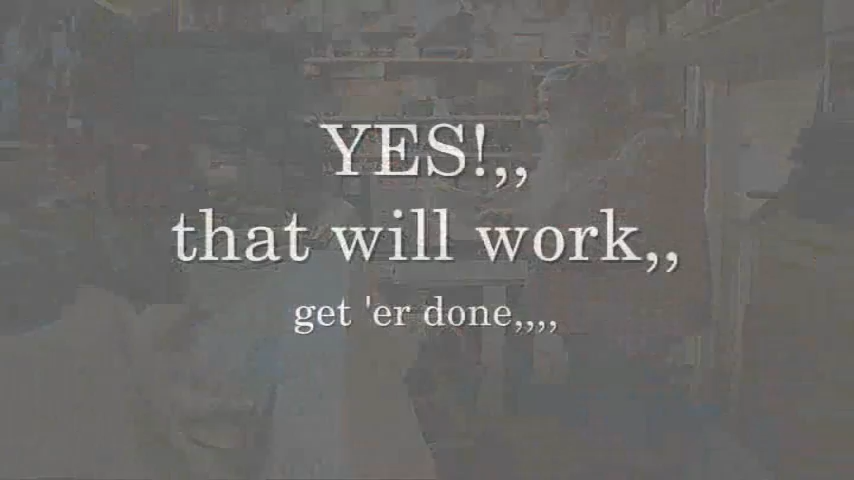 YES!,,
that will work,,
get 'er done,,,,